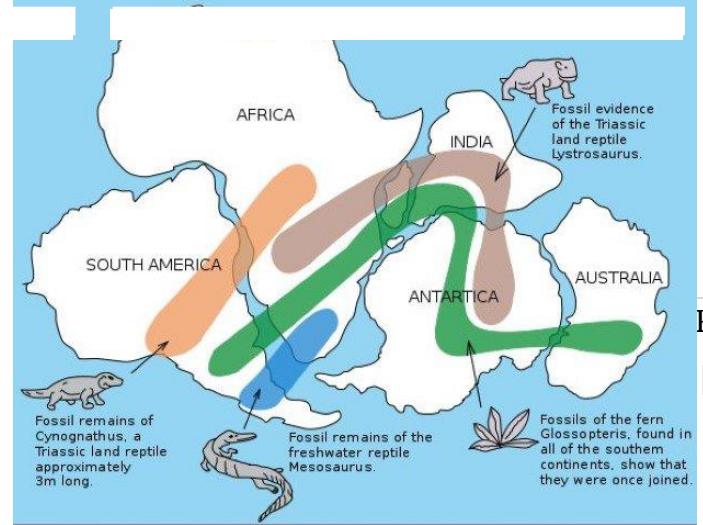 AFRICA
INDIA
Fossil evidence
of the Triassic
land reptile
Lystrosaurus.
SOUTH AMERICA
ANTARTICA
AUSTRALIA
Fossil remains of
Cynognathus, a
Triassic land reptile
approximately
3m long.
Fossil remains of the
freshwater reptile
Mesosaurus.
Fossils of the fern
Glossopteris, found in
all of the southern
continents, show that
they were once joined.